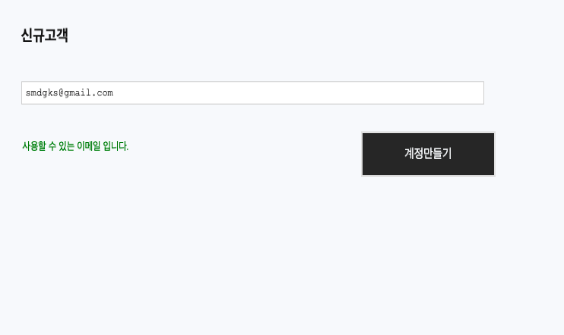 신규고객
smdgks@gmail.com
사용할 수 있는 이메일 입니다.
계정만들기